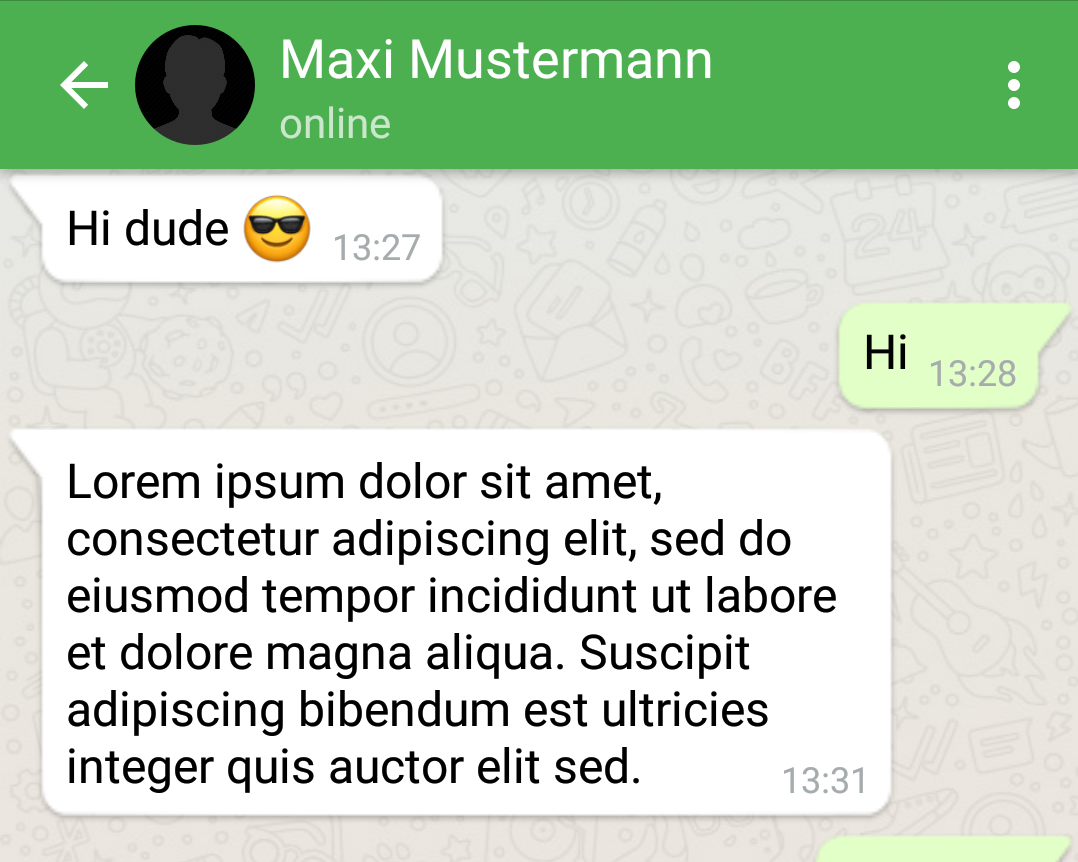 Maxi Mustermann
online
Hi dude 😎 13:27
Hi 13:28
Lorem ipsum dolor sit amet,
consectetur adipiscing elit, sed do
eiusmod tempor incididunt ut labore
et dolore magna aliqua. Suscipit
adipiscing bibendum est ultricies
integer quis auctor elit sed. 13:31